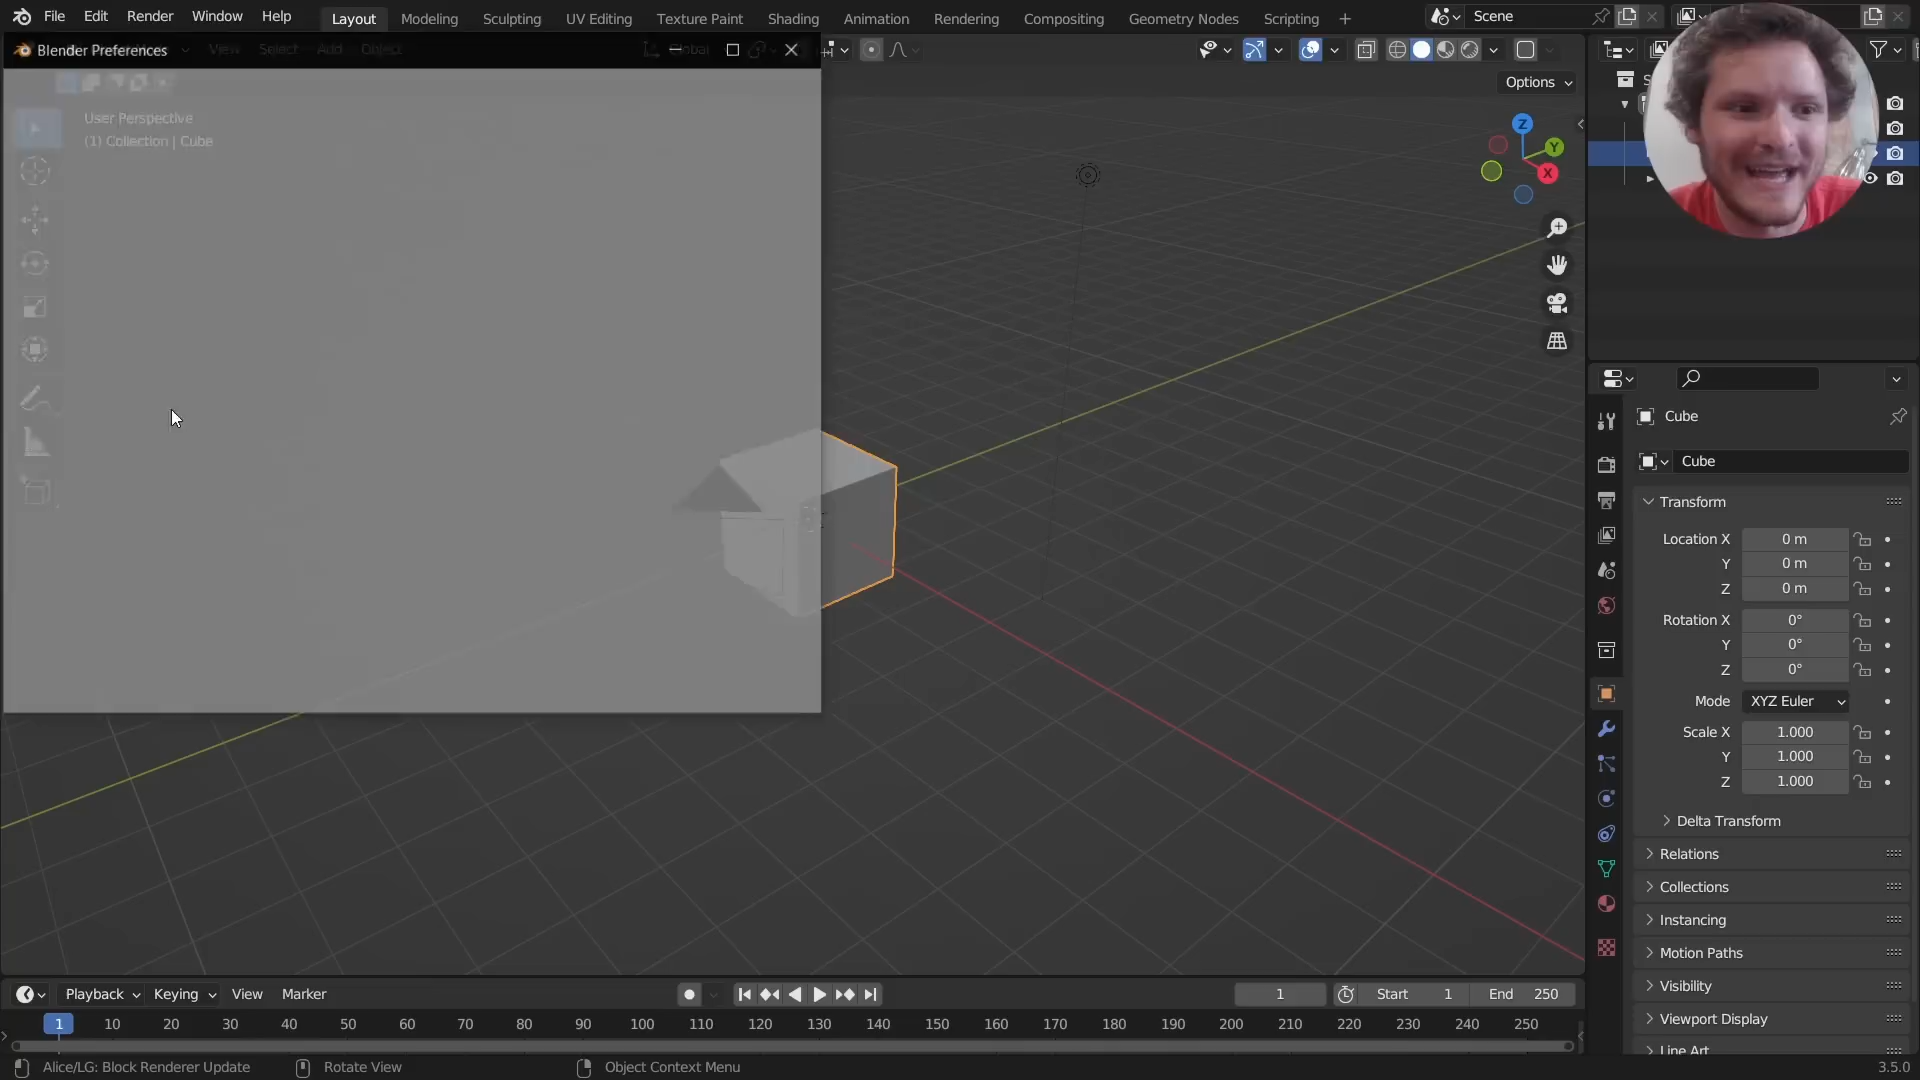 File Edit Render Window Help Layout Modeling Sculpting UV Editing Texture Paint Shading Animation Rendering Compositing Geometry Nodes Scripting + Scene
Blender Preferences View Select Add Object Global
Options
User Perspective
(1) Collection | Cube
Z
Y
X
Cube
Cube
Transform
Location X 0 m
Y 0 m
Z 0 m
Rotation X 0°
Y 0°
Z 0°
Mode XYZ Euler
Scale X 1.000
Y 1.000
Z 1.000
Delta Transform
Relations
Collections
Instancing
Motion Paths
Visibility
Viewport Display
Line Art
Playback Keying View Marker 1 Start 1 End 250
1 10 20 30 40 50 60 70 80 90 100 110 120 130 140 150 160 170 180 190 200 210 220 230 240 250
Alice/LG: Block Renderer Update Rotate View Object Context Menu 3.5.0